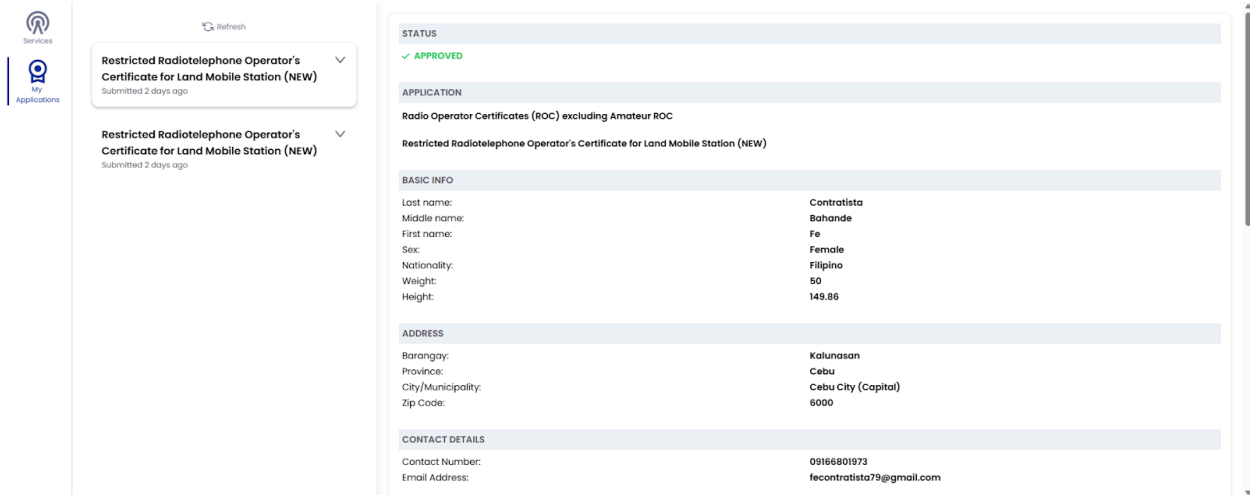 Services
My
Applications
Refresh
Restricted Radiotelephone Operator's
Certificate for Land Mobile Station (NEW)
Submitted 2 days ago
Restricted Radiotelephone Operator's
Certificate for Land Mobile Station (NEW)
Submitted 2 days ago
STATUS
APPROVED
APPLICATION
Radio Operator Certificates (ROC) excluding Amateur ROC
Restricted Radiotelephone Operator's Certificate for Land Mobile Station (NEW)
BASIC INFO
Last name: Contratista
Middle name: Bahande
First name: Fe
Sex: Female
Nationality: Filipino
Weight: 50
Height: 149.86
ADDRESS
Barangay: Kalunasan
Province: Cebu
City/Municipality: Cebu City (Capital)
Zip Code: 6000
CONTACT DETAILS
Contact Number: 09166801973
Email Address: fecontratista79@gmail.com